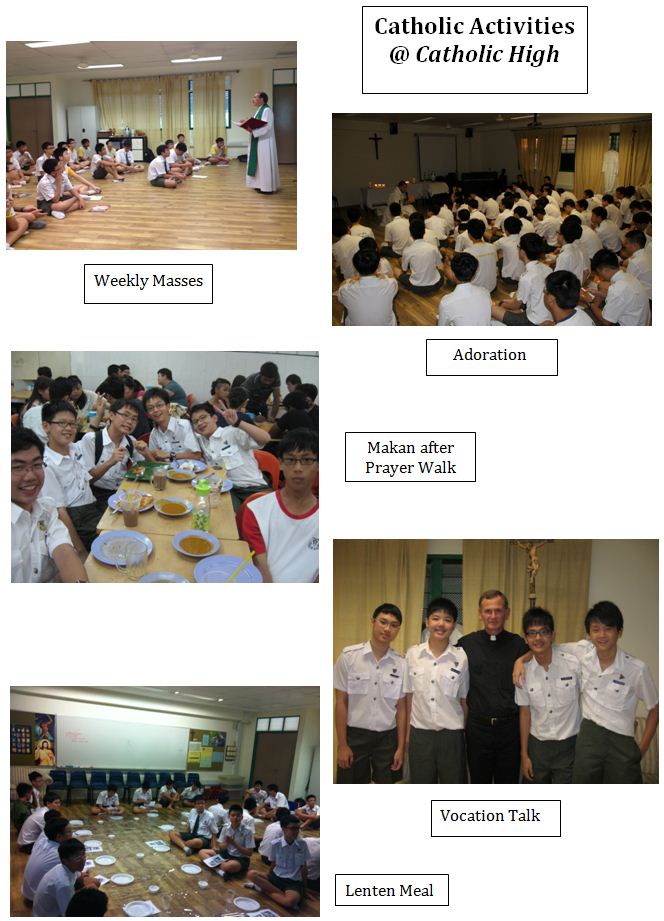 Catholic Activities
@ Catholic High
Weekly Masses
Adoration
Makan after
Prayer Walk
Vocation Talk
Lenten Meal